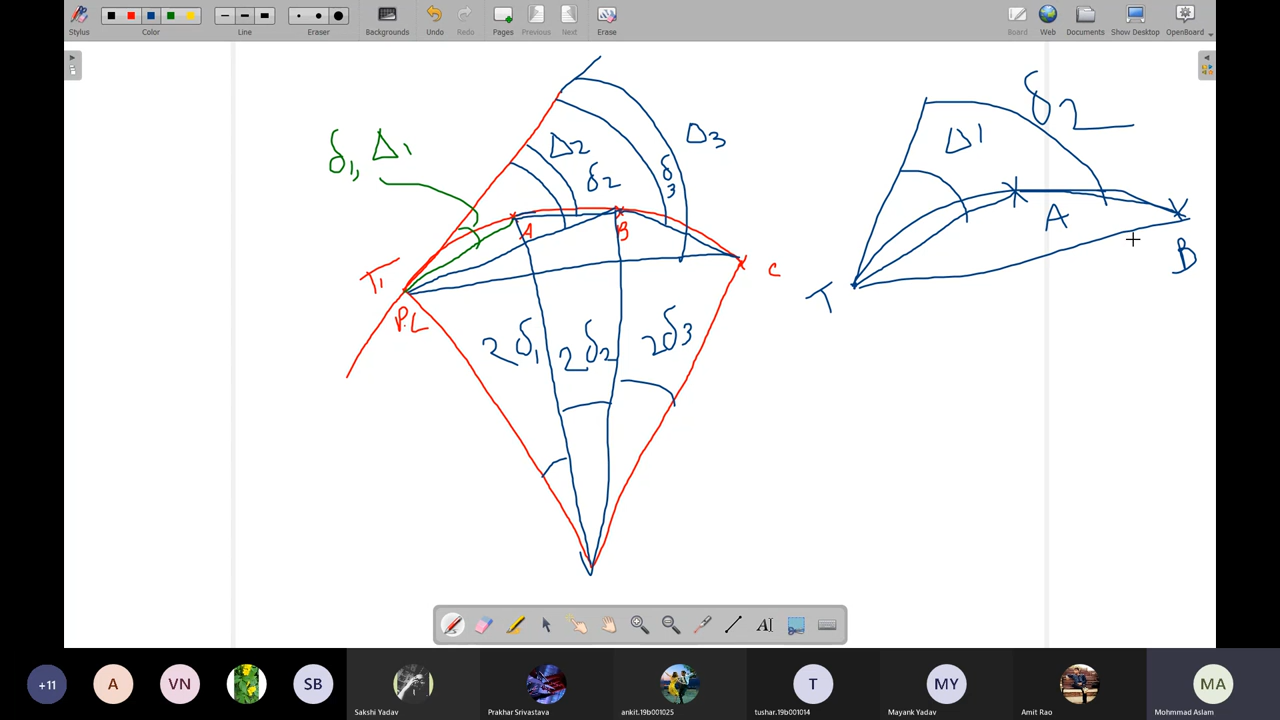 Stylus
Color
Line
Eraser
Backgrounds
Undo
Redo
Pages
Previous
Next
Erase
Board
Web
Documents
Show Desktop
OpenBoard
δ1, Δ1
Δ2
δ2
δ3
Δ3
T1
P.C
A
B
C
2δ1
2δ2
2δ3
Δ1
δ2
T
A
B
AI
+11
A
VN
SB
Sakshi Yadav
Prakhar Srivastava
ankit.19b001025
T
tushar.19b001014
MY
Mayank Yadav
Amit Rao
MA
Mohmmad Aslam